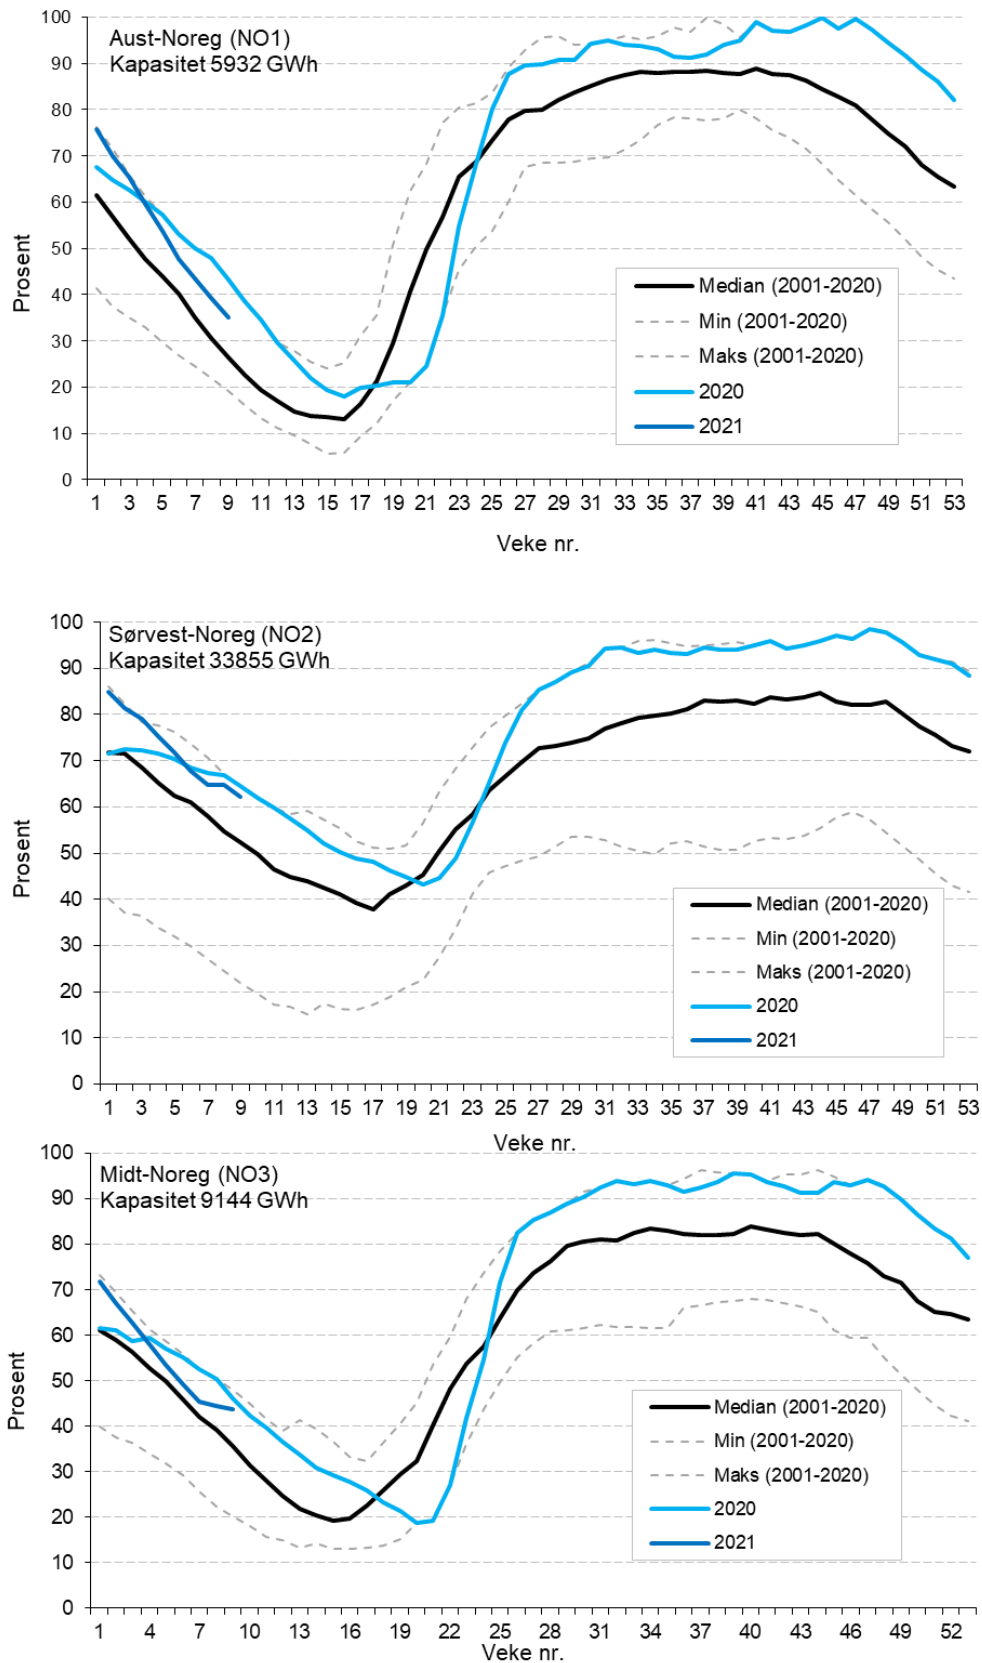 Aust-Noreg (NO1)
Kapasitet 5932 GWh
100
90
80
70
60
50
40
30
20
10
0
Prosent
Median (2001-2020)
Min (2001-2020)
Maks (2001-2020)
2020
2021
1 3 5 7 9 11 13 15 17 19 21 23 25 27 29 31 33 35 37 39 41 43 45 47 49 51 53
Veke nr.
Sørvest-Noreg (NO2)
Kapasitet 33855 GWh
100
90
80
70
60
50
40
30
20
10
0
Prosent
Median (2001-2020)
Min (2001-2020)
Maks (2001-2020)
2020
2021
1 3 5 7 9 11 13 15 17 19 21 23 25 27 29 31 33 35 37 39 41 43 45 47 49 51 53
Veke nr.
Midt-Noreg (NO3)
Kapasitet 9144 GWh
100
90
80
70
60
50
40
30
20
10
0
Prosent
Median (2001-2020)
Min (2001-2020)
Maks (2001-2020)
2020
2021
1 4 7 10 13 16 19 22 25 28 31 34 37 40 43 46 49 52
Veke nr.